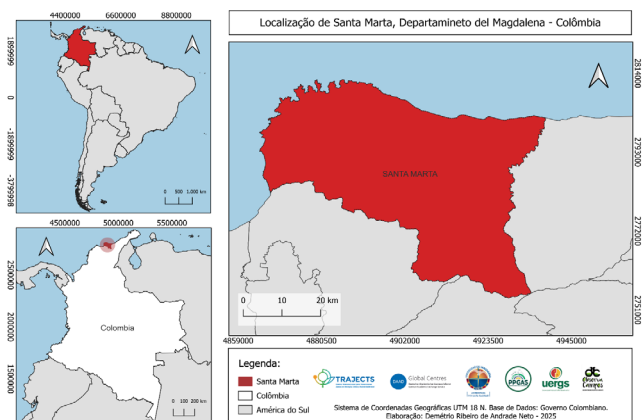 Localização de Santa Marta, Departamineto del Magdalena - Colômbia
4400000 6600000 8800000
1899999
0
-1899999
-3799998
0 500 1.000 km
4500000 5000000 5500000
2500000
2000000
1500000
Colombia
0 100 200 km
2814000
2793000
2772000
2751000
SANTA MARTA
0 10 20 km
4859000 4880500 4902000 4923500 4945000
Legenda:
Santa Marta
Colômbia
América do Sul
TRAJECTS
DAAD
Global Centres
PPGAS
uergs
Observa
Campos
Sistema de Coordenadas Geográficas UTM 18 N. Base de Dados: Governo Colombiano.
Elaboração: Demétrio Ribeiro de Andrade Neto - 2025